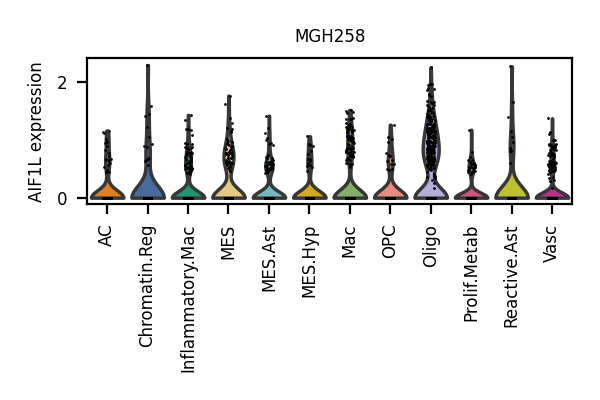 MGH258
AIF1L expression
2
0
AC
Chromatin.Reg
Inflammatory.Mac
MES
MES.Ast
MES.Hyp
Mac
OPC
Oligo
Prolif.Metab
Reactive.Ast
Vasc